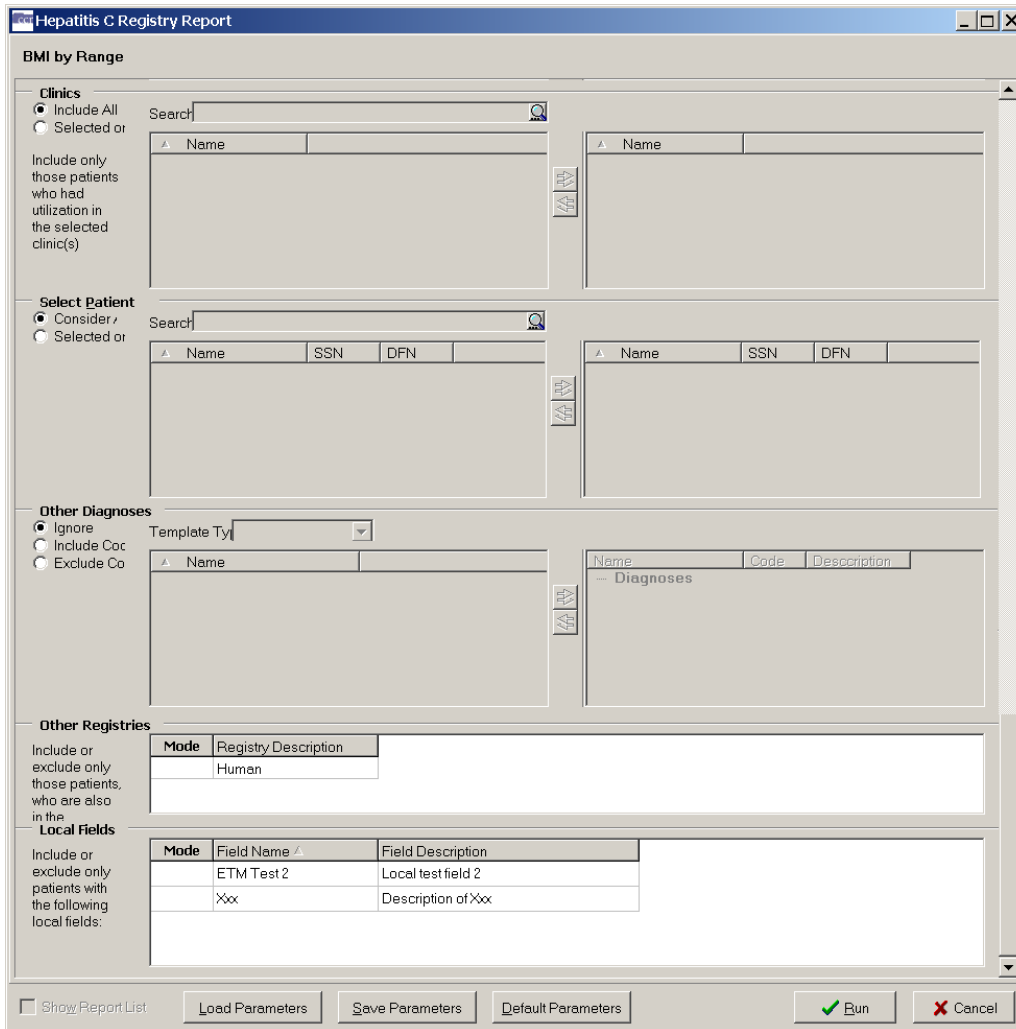 CCR Hepatitis C Registry Report
BMI by Range
Clinics
Include All
Selected or
Include only
those patients
who had
utilization in
the selected
clinic(s)
Search
Name
Name
Select Patient
Consider
Selected or
Search
Name SSN DFN
Name SSN DFN
Other Diagnoses
Ignore
Include Coc
Exclude Co
Template Ty
Name
Name Code Desccription
Diagnoses
Other Registries
Include or
exclude only
those patients,
who are also
in the
Mode Registry Description
Human
Local Fields
Include or
exclude only
patients with
the following
local fields:
Mode Field Name Field Description
ETM Test 2 Local test field 2
Xxx Description of Xxx
Show Report List Load Parameters Save Parameters Default Parameters Run Cancel